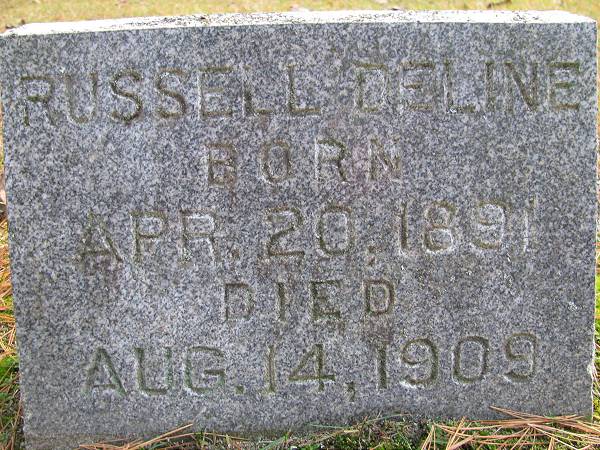 RUSSELL DELINE
BORN
APR. 20, 1891
DIED
AUG. 14, 1909